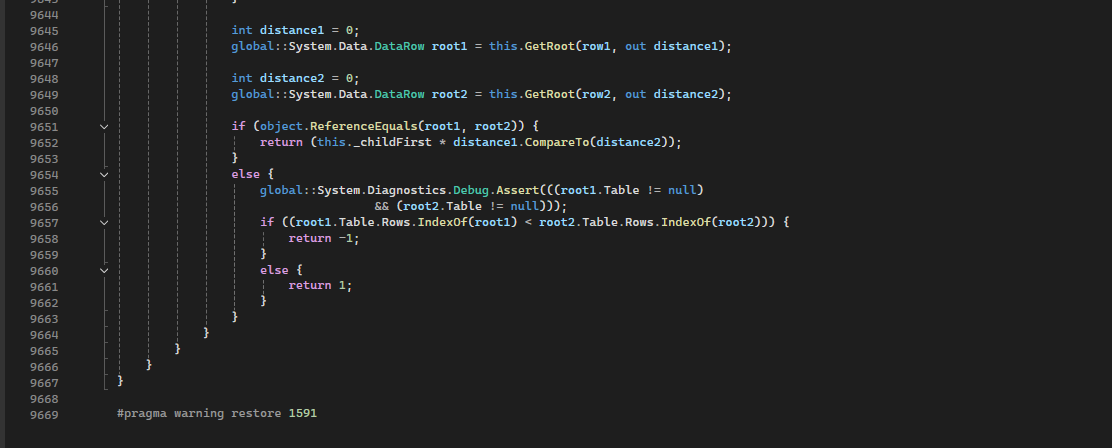 9644
9645 int distance1 = 0;
9646 global::System.Data.DataRow root1 = this.GetRoot(row1, out distance1);
9647
9648 int distance2 = 0;
9649 global::System.Data.DataRow root2 = this.GetRoot(row2, out distance2);
9650
9651 if (object.ReferenceEquals(root1, root2)) {
9652 return (this._childFirst * distance1.CompareTo(distance2));
9653 }
9654 else {
9655 global::System.Diagnostics.Debug.Assert(((root1.Table != null)
9656 && (root2.Table != null)));
9657 if ((root1.Table.Rows.IndexOf(root1) < root2.Table.Rows.IndexOf(root2))) {
9658 return -1;
9659 }
9660 else {
9661 return 1;
9662 }
9663 }
9664 }
9665 }
9666 }
9667 }
9668
9669 #pragma warning restore 1591